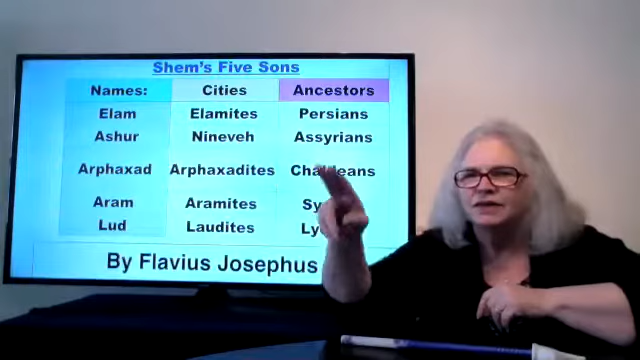 Shem's Five Sons
Names: Cities Ancestors
Elam Elamites Persians
Ashur Nineveh Assyrians
Arphaxad Arphaxadites
Aram Aramites
Lud Laudites
By Flavius Josephus